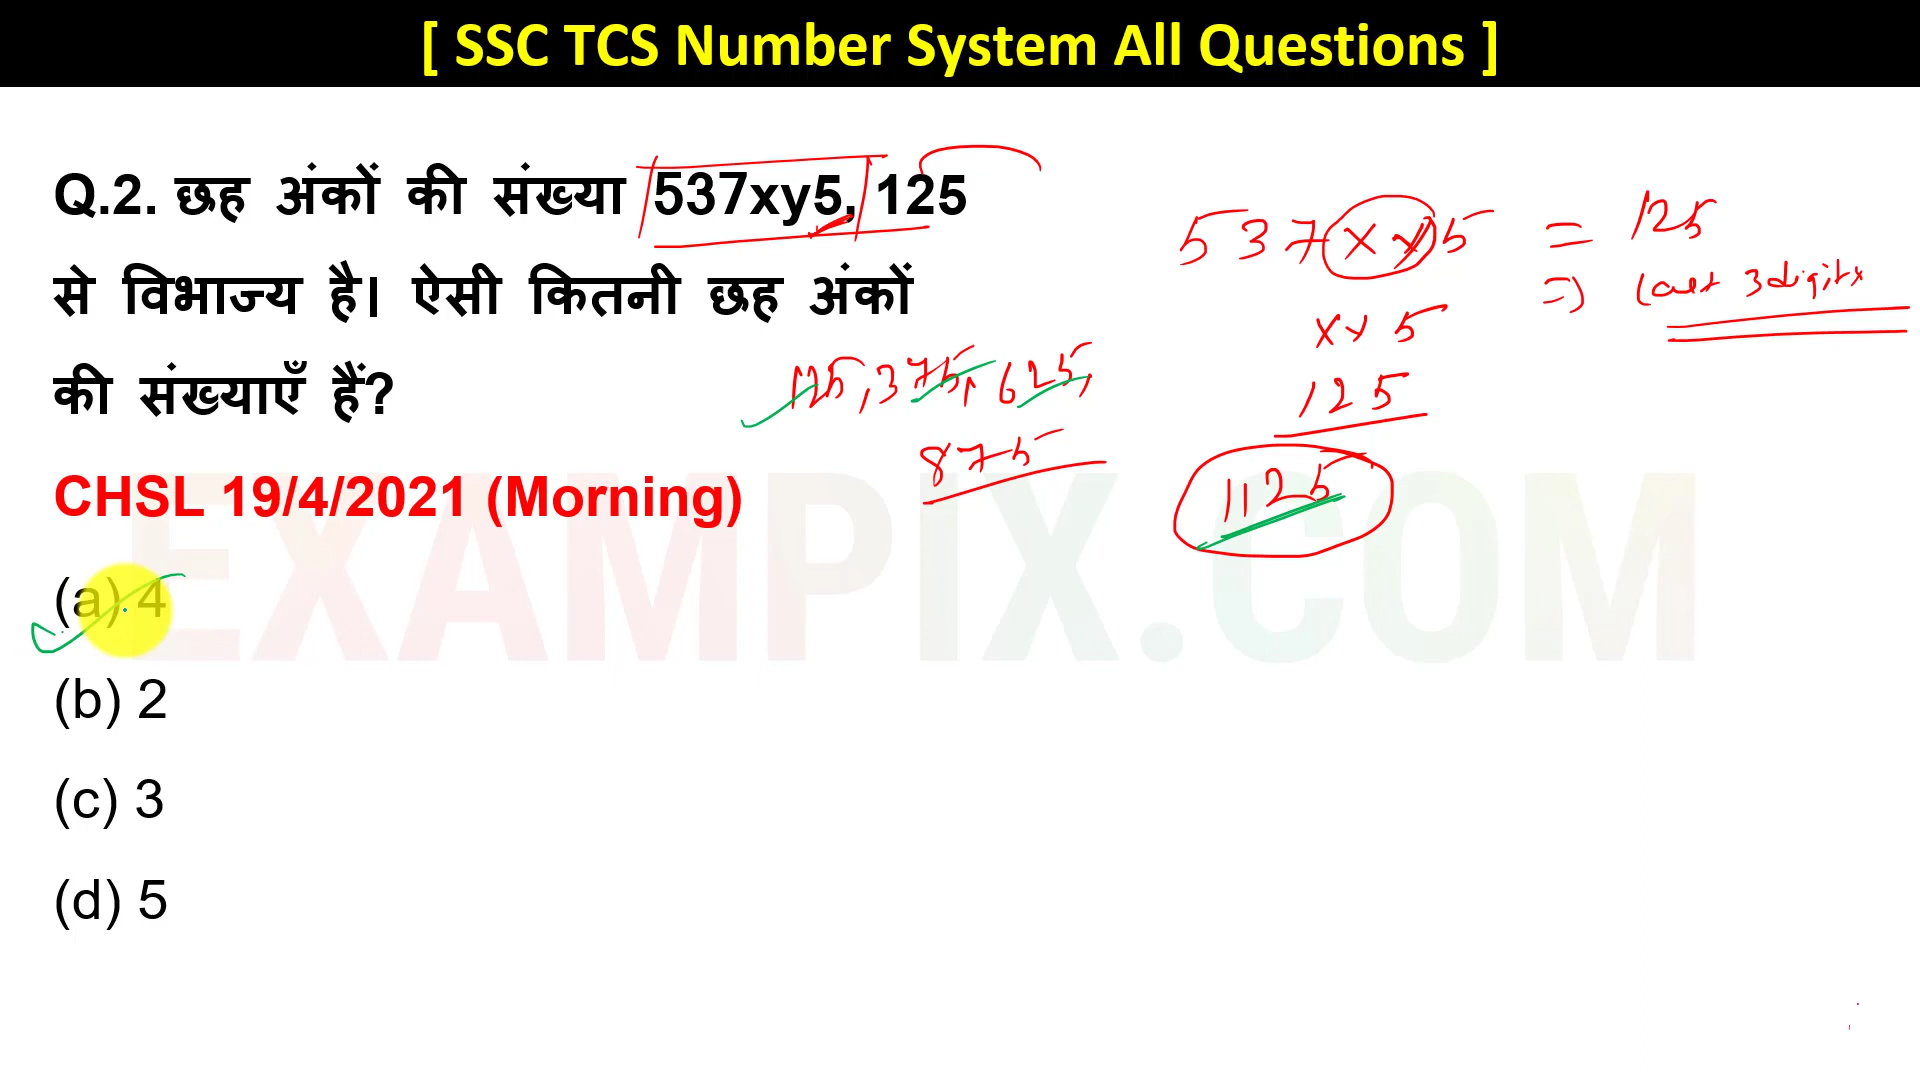 [ SSC TCS Number System All Questions ]
Q.2. छह अंकों की संख्या 537xy5, 125
से विभाज्य है। ऐसी कितनी छह अंकों
की संख्याएँ हैं?
CHSL 19/4/2021 (Morning)
(a) 4
(b) 2
(c) 3
(d) 5
125, 375, 625,
875
537xy5 = 125
=> last 3 digits
xy5
125
1125
EXAMPIX.COM